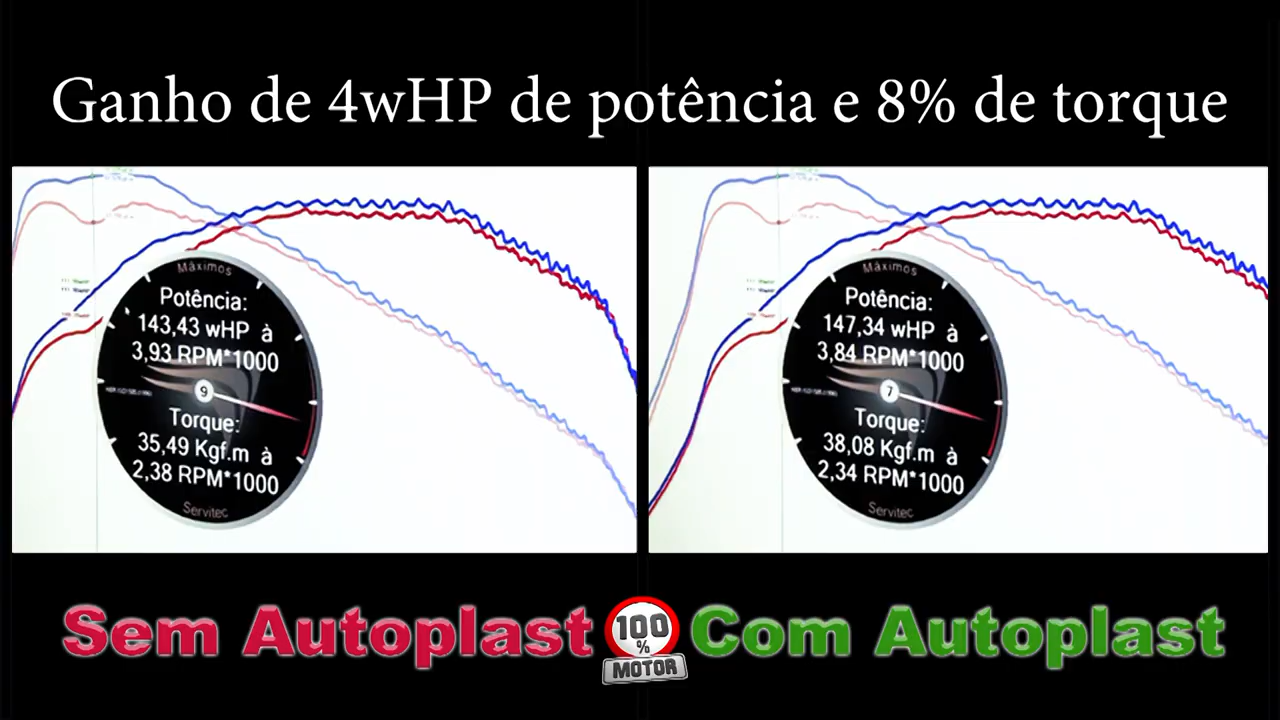 Ganho de 4wHP de potência e 8% de torque
Máximos
Potência:
143,43 wHP à
3,93 RPM*1000
9
Torque:
35,49 Kgf.m à
2,38 RPM*1000
Servitec
Máximos
Potência:
147,34 wHP à
3,84 RPM*1000
7
Torque:
38,08 Kgf.m à
2,34 RPM*1000
Servitec
Sem Autoplast
100
%
MOTOR
Com Autoplast